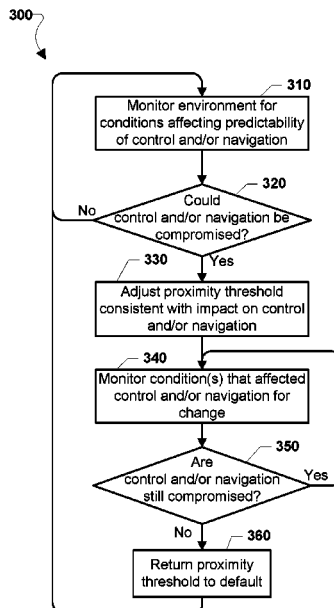 300
310
Monitor environment for
conditions affecting predictability
of control and/or navigation
320
Could
control and/or navigation be
compromised?
No
Yes
330
Adjust proximity threshold
consistent with impact on control
and/or navigation
340
Monitor condition(s) that affected
control and/or navigation for
change
350
Are
control and/or navigation
still compromised?
Yes
No
360
Return proximity
threshold to default